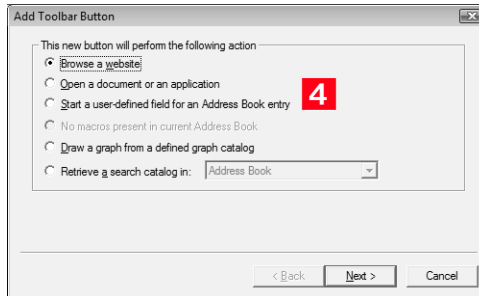 Add Toolbar Button
This new button will perform the following action
Browse a website
Open a document or an application
4
Start a user-defined field for an Address Book entry
No macros present in current Address Book
Draw a graph from a defined graph catalog
Retrieve a search catalog in: Address Book
< Back Next > Cancel